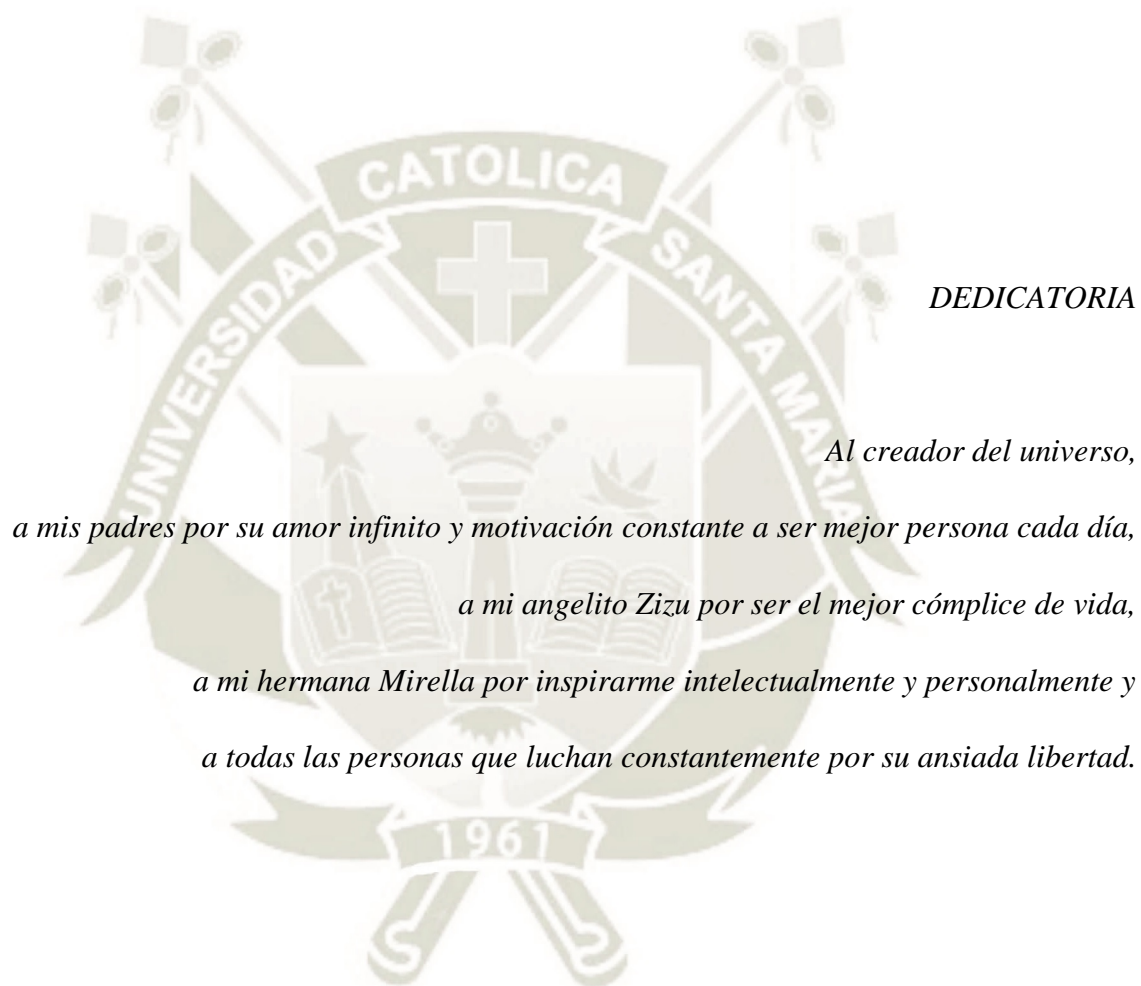 UNIVERSIDAD CATOLICA SANTA MARIA
DEDICATORIA
Al creador del universo,
a mis padres por su amor infinito y motivación constante a ser mejor persona cada día,
a mi angelito Zizu por ser el mejor cómplice de vida,
a mi hermana Mirella por inspirarme intelectualmente y personalmente y
a todas las personas que luchan constantemente por su ansiada libertad.
1961